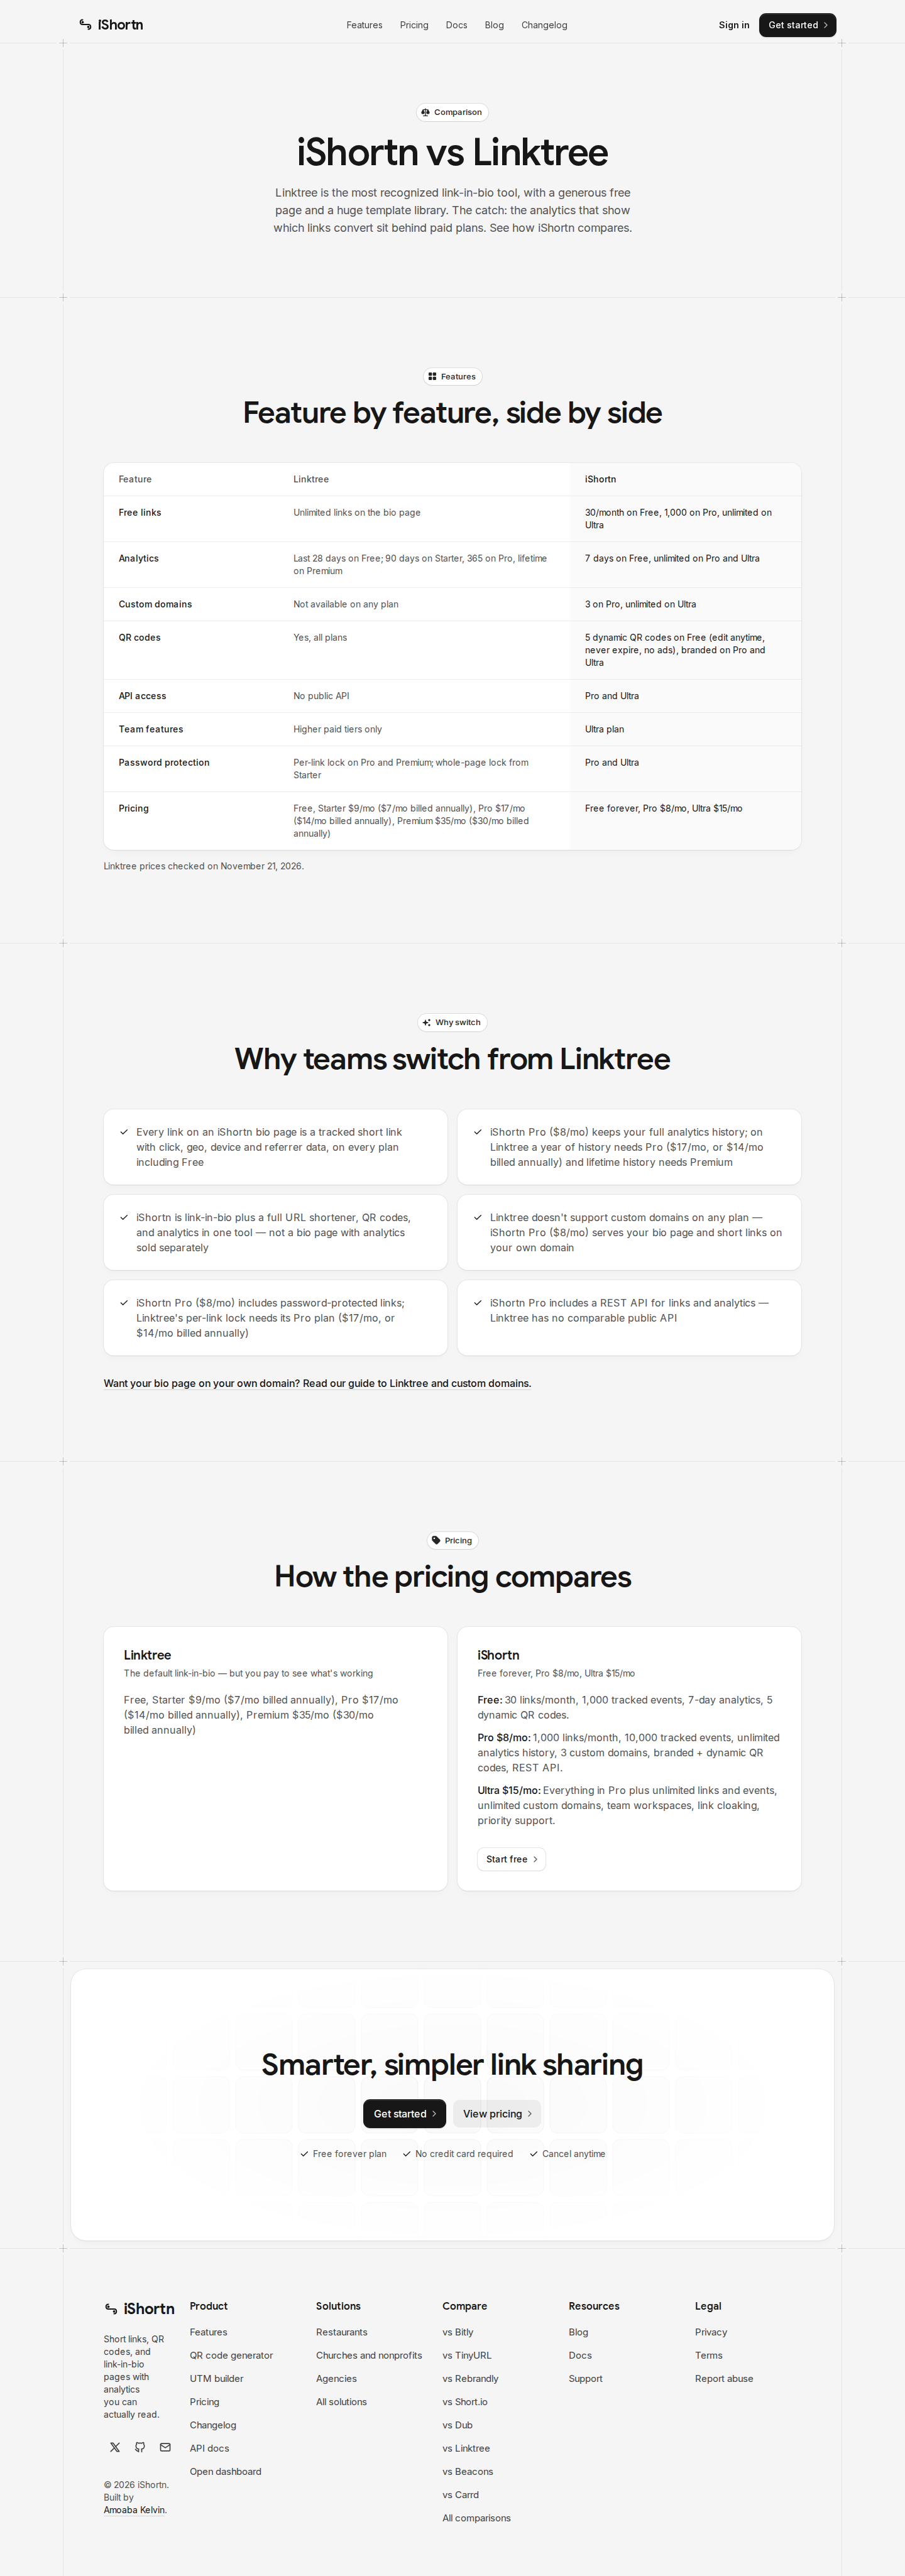 iShortn
Features
Pricing
Docs
Blog
Changelog
Sign in
Get started
Comparison
iShortn vs Linktree
Linktree is the most recognized link-in-bio tool, with a generous free
page and a huge template library. The catch: the analytics that show
which links convert sit behind paid plans. See how iShortn compares.
Features
Feature by feature, side by side
Feature
Linktree
iShortn
Free links
Unlimited links on the bio page
30/month on Free, 1,000 on Pro, unlimited on
Ultra
Analytics
Last 28 days on Free; 90 days on Starter, 365 on Pro, lifetime
on Premium
7 days on Free, unlimited on Pro and Ultra
Custom domains
Not available on any plan
3 on Pro, unlimited on Ultra
QR codes
Yes, all plans
5 dynamic QR codes on Free (edit anytime,
never expire, no ads), branded on Pro and
Ultra
API access
No public API
Pro and Ultra
Team features
Higher paid tiers only
Ultra plan
Password protection
Per-link lock on Pro and Premium; whole-page lock from
Starter
Pro and Ultra
Pricing
Free, Starter $9/mo ($7/mo billed annually), Pro $17/mo
($14/mo billed annually), Premium $35/mo ($30/mo billed
annually)
Free forever, Pro $8/mo, Ultra $15/mo
Linktree prices checked on November 21, 2026.
Why switch
Why teams switch from Linktree
Every link on an iShortn bio page is a tracked short link
with click, geo, device and referrer data, on every plan
including Free
iShortn Pro ($8/mo) keeps your full analytics history; on
Linktree a year of history needs Pro ($17/mo, or $14/mo
billed annually) and lifetime history needs Premium
iShortn is link-in-bio plus a full URL shortener, QR codes,
and analytics in one tool — not a bio page with analytics
sold separately
Linktree doesn't support custom domains on any plan —
iShortn Pro ($8/mo) serves your bio page and short links on
your own domain
iShortn Pro ($8/mo) includes password-protected links;
Linktree's per-link lock needs its Pro plan ($17/mo, or
$14/mo billed annually)
iShortn Pro includes a REST API for links and analytics —
Linktree has no comparable public API
Want your bio page on your own domain? Read our guide to Linktree and custom domains.
Pricing
How the pricing compares
Linktree
The default link-in-bio — but you pay to see what's working
Free, Starter $9/mo ($7/mo billed annually), Pro $17/mo
($14/mo billed annually), Premium $35/mo ($30/mo
billed annually)
iShortn
Free forever, Pro $8/mo, Ultra $15/mo
Free: 30 links/month, 1,000 tracked events, 7-day analytics, 5
dynamic QR codes.
Pro $8/mo: 1,000 links/month, 10,000 tracked events, unlimited
analytics history, 3 custom domains, branded + dynamic QR
codes, REST API.
Ultra $15/mo: Everything in Pro plus unlimited links and events,
unlimited custom domains, team workspaces, link cloaking,
priority support.
Start free
Smarter, simpler link sharing
Get started
View pricing
Free forever plan
No credit card required
Cancel anytime
iShortn
Short links, QR
codes, and
link-in-bio
pages with
analytics
you can
actually read.
© 2026 iShortn.
Built by
Amoaba Kelvin.
Product
Features
QR code generator
UTM builder
Pricing
Changelog
API docs
Open dashboard
Solutions
Restaurants
Churches and nonprofits
Agencies
All solutions
Compare
vs Bitly
vs TinyURL
vs Rebrandly
vs Short.io
vs Dub
vs Linktree
vs Beacons
vs Carrd
All comparisons
Resources
Blog
Docs
Support
Legal
Privacy
Terms
Report abuse